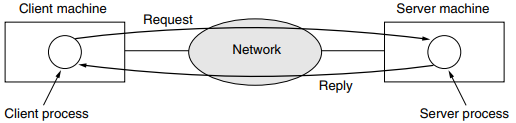 Client machine
Server machine
Request
Network
Reply
Client process
Server process